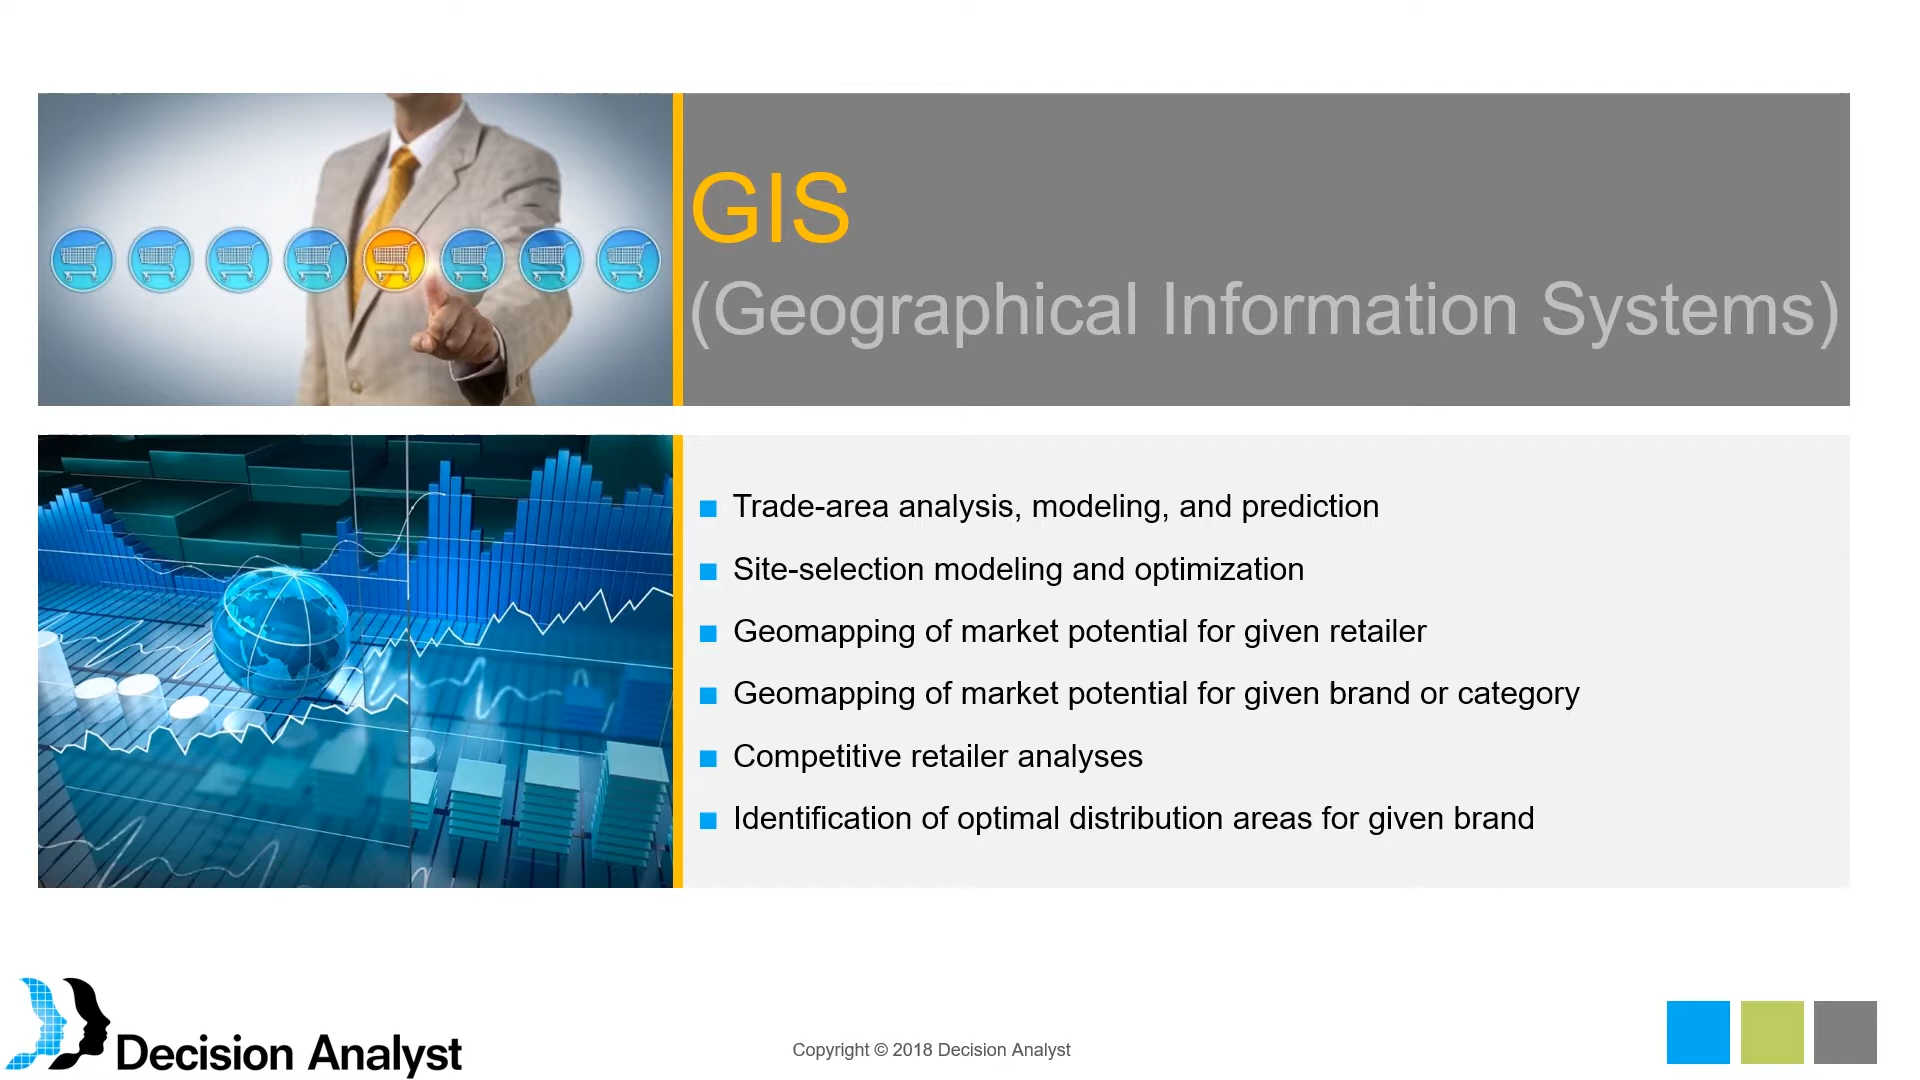 GIS
(Geographical Information Systems)
Trade-area analysis, modeling, and prediction
Site-selection modeling and optimization
Geomapping of market potential for given retailer
Geomapping of market potential for given brand or category
Competitive retailer analyses
Identification of optimal distribution areas for given brand
Decision Analyst
Copyright © 2018 Decision Analyst